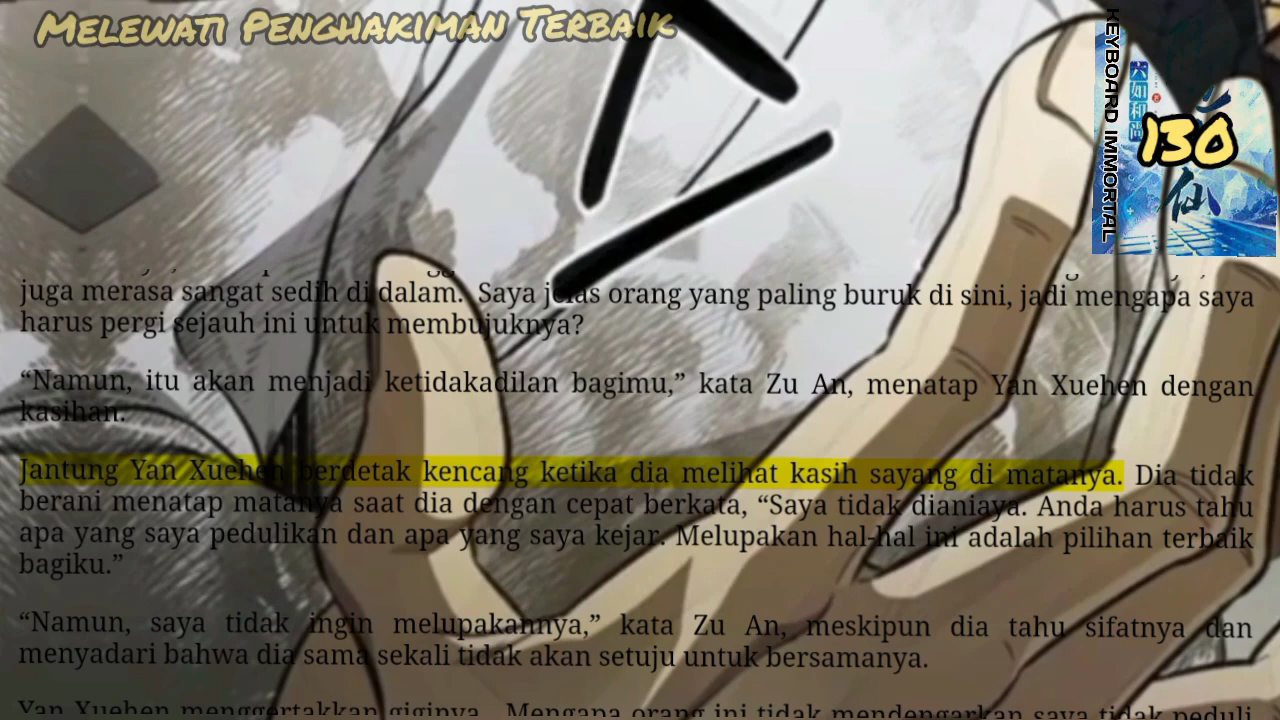 Melewati Penghakiman Terbaik
KEYBOARD IMMORTAL
大如和尚
130
仙
juga merasa sangat sedih di dalam. Saya jelas orang yang paling buruk di sini, jadi mengapa saya
harus pergi sejauh ini untuk membujuknya?
“Namun, itu akan menjadi ketidakadilan bagimu,” kata Zu An, menatap Yan Xuehen dengan
kasihan.
Jantung Yan Xuehen berdetak kencang ketika dia melihat kasih sayang di matanya. Dia tidak
berani menatap matanya saat dia dengan cepat berkata, “Saya tidak dianiaya. Anda harus tahu
apa yang saya pedulikan dan apa yang saya kejar. Melupakan hal-hal ini adalah pilihan terbaik
bagiku.”
“Namun, saya tidak ingin melupakannya,” kata Zu An, meskipun dia tahu sifatnya dan
menyadari bahwa dia sama sekali tidak akan setuju untuk bersamanya.
Yan Xuehen menggertakkan giginya. Mengapa orang ini tidak mendengarkan saya tidak peduli